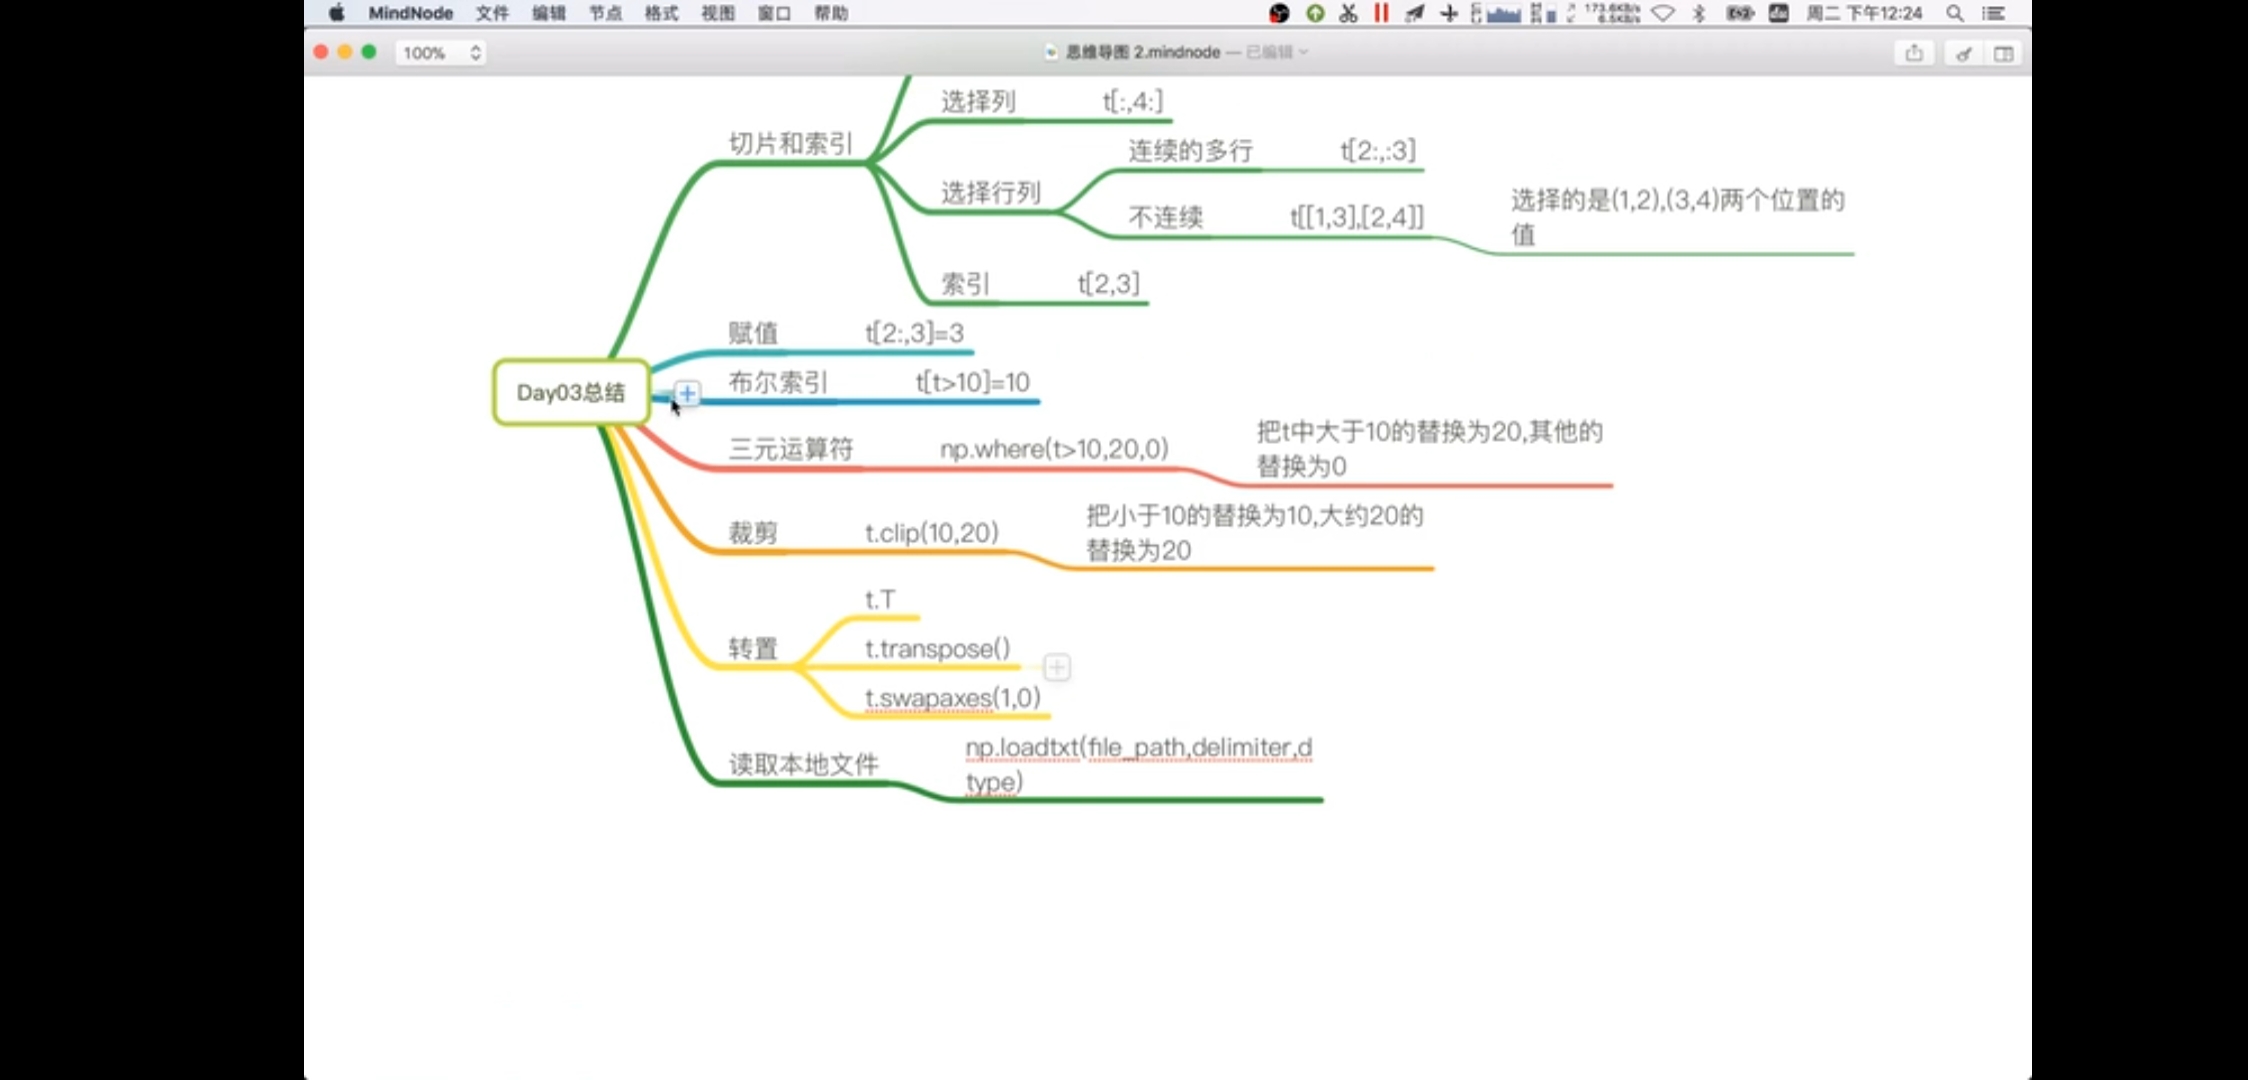 MindNode 文件 编辑 节点 格式 视图 窗口 帮助
周二 下午12:24
100%
思维导图 2.mindnode — 已编辑
选择列 t[:,4:]
切片和索引
连续的多行 t[2:,:3]
选择行列
选择的是(1,2),(3,4)两个位置的
值
不连续 t[[1,3],[2,4]]
索引 t[2,3]
赋值 t[2:,3]=3
Day03总结
布尔索引 t[t>10]=10
三元运算符 np.where(t>10,20,0)
把t中大于10的替换为20,其他的
替换为0
裁剪 t.clip(10,20)
把小于10的替换为10,大约20的
替换为20
t.T
转置 t.transpose()
t.swapaxes(1,0)
读取本地文件
np.loadtxt(file_path,delimiter,d
type)